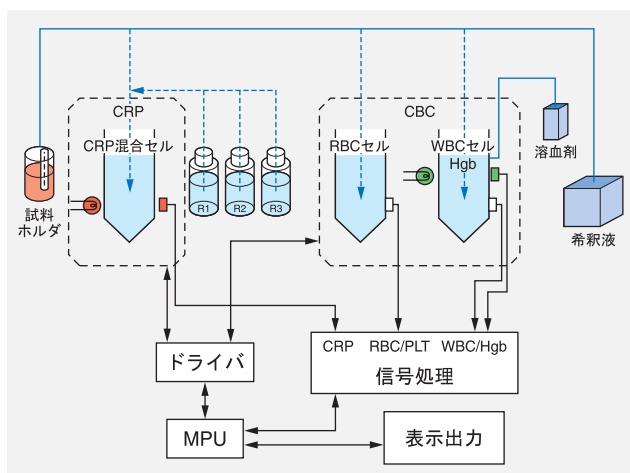 CRP
CBC
CRP混合セル
RBCセル
WBCセル
Hgb
溶血剤
R1
R2
R3
試料
ホルダ
希釈液
CRP RBC/PLT WBC/Hgb
信号処理
ドライバ
MPU
表示出力